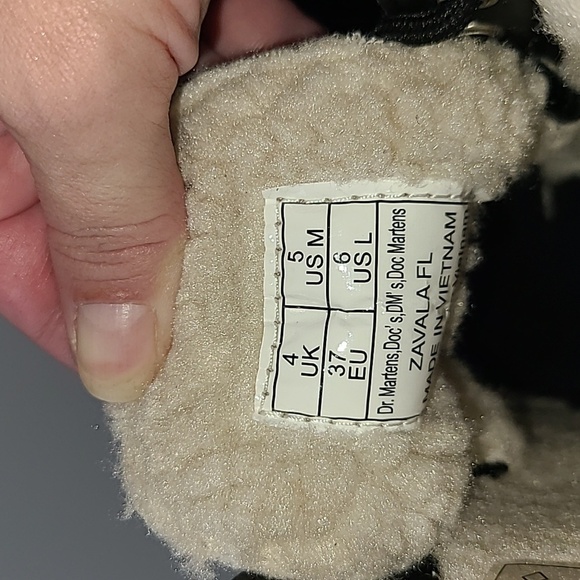 4 UK
5 US M
37 EU
6 US L
Dr. Martens,Doc's,DM's,Doc Martens
ZAVALA FL
MADE IN VIETNAM